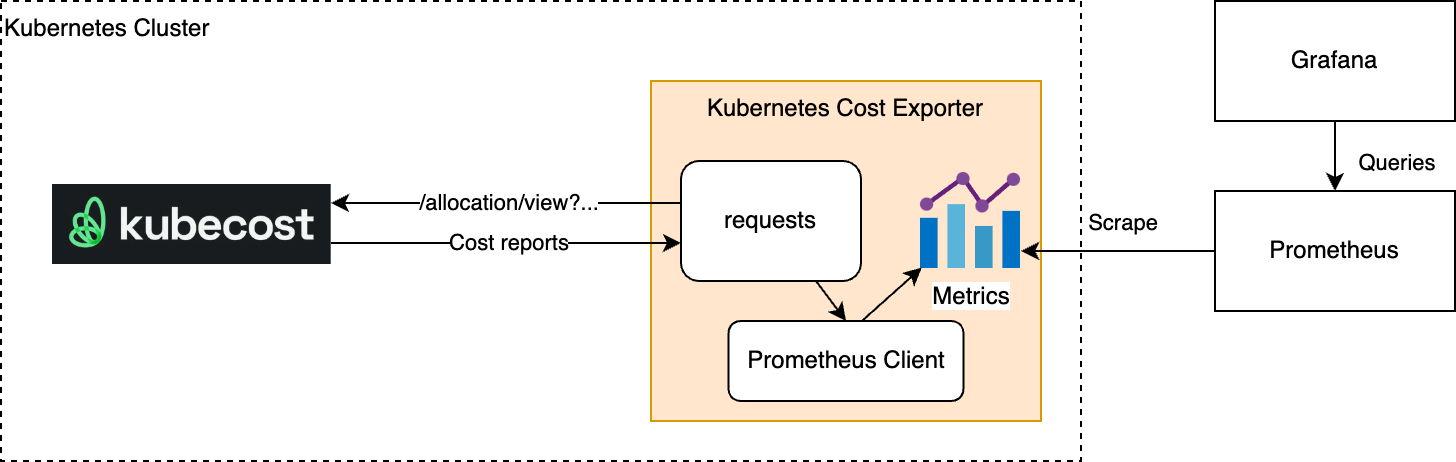 Kubernetes Cluster
Grafana
Kubernetes Cost Exporter
Queries
/allocation/view?...
kubecost
requests
Cost reports
Scrape
Prometheus
Metrics
Prometheus Client